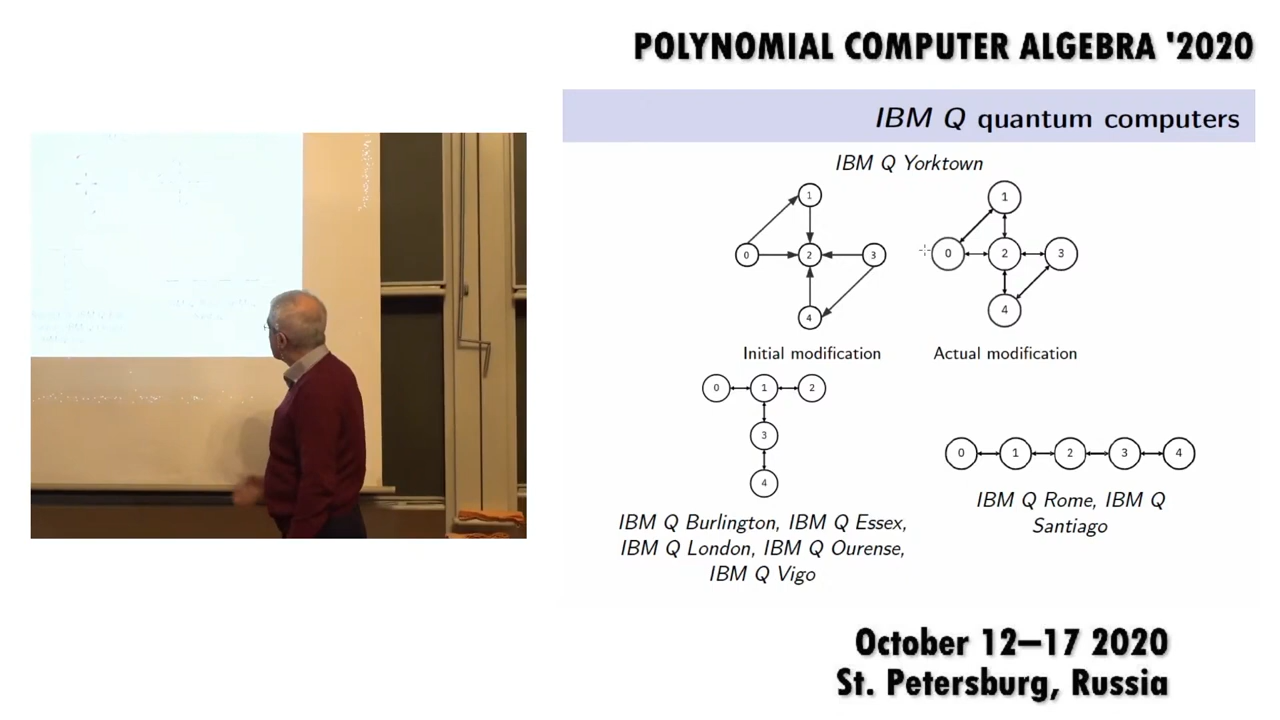 POLYNOMIAL COMPUTER ALGEBRA '2020
IBM Q quantum computers
IBM Q Yorktown
1
0
2
3
4
Initial modification
1
0
2
3
4
Actual modification
0 1 2
3
4
IBM Q Burlington, IBM Q Essex,
IBM Q London, IBM Q Ourense,
IBM Q Vigo
0 1 2 3 4
IBM Q Rome, IBM Q
Santiago
October 12–17 2020
St. Petersburg, Russia